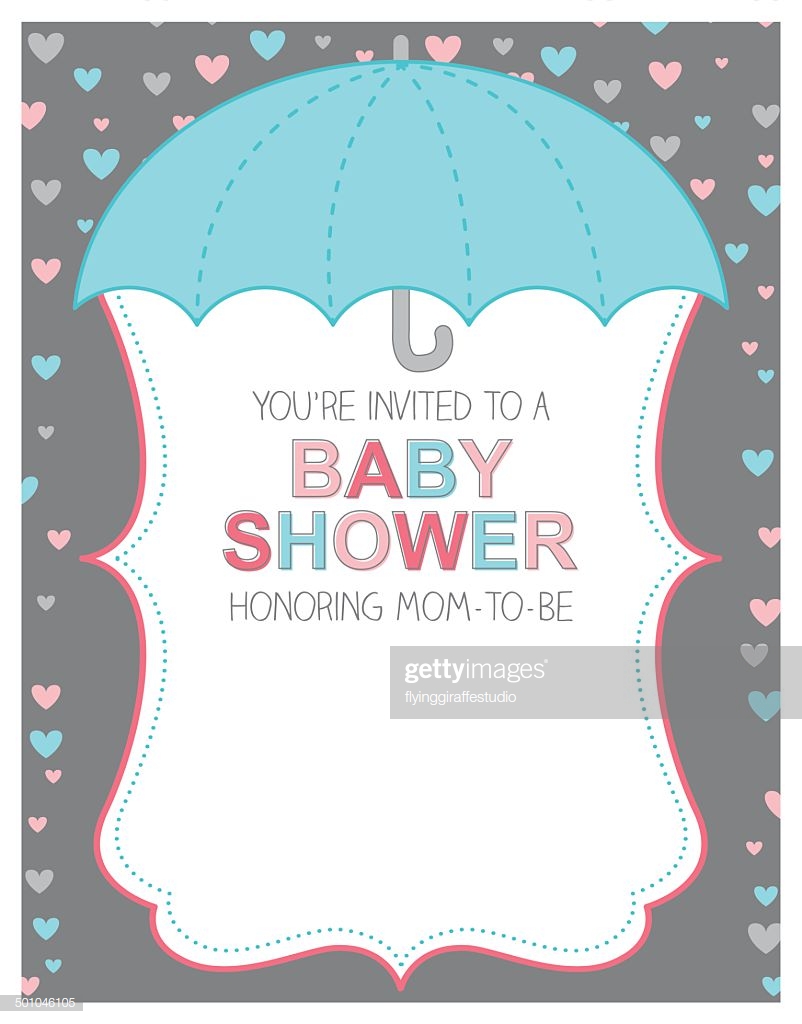 YOU'RE INVITED TO A
BABY
SHOWER
HONORING MOM-TO-BE
gettyimages®
flyinggiraffestudio
501046105